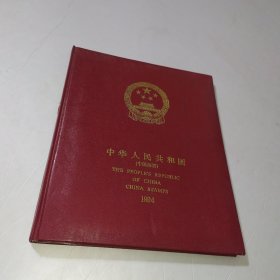 中华人民共和国
THE PEOPLE'S REPUBLIC
OF CHINA
CHINA STAMPS